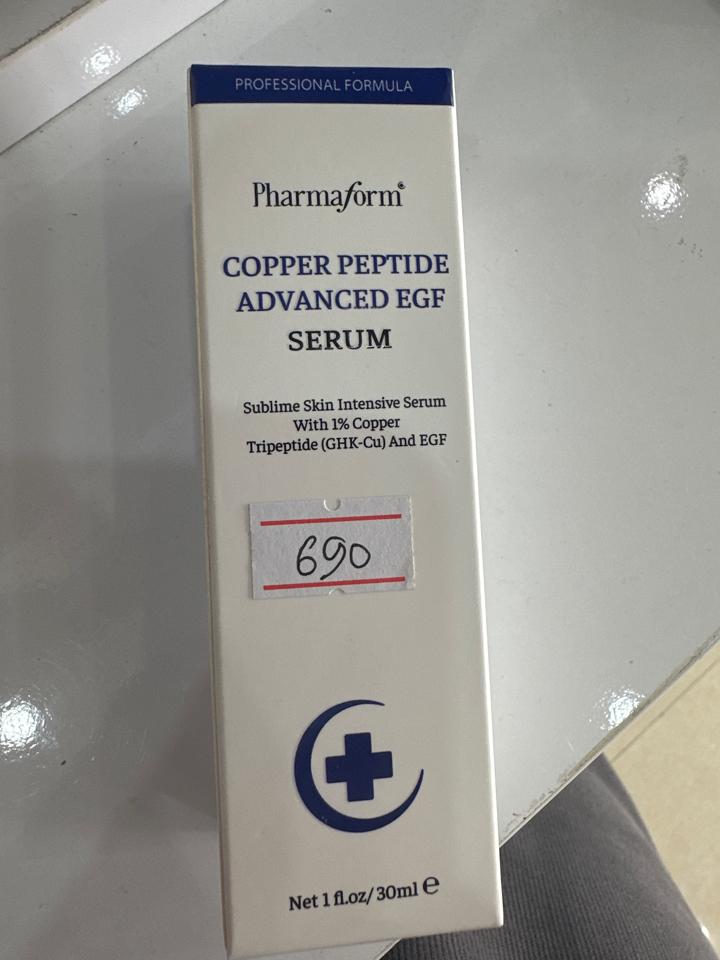 PROFESSIONAL FORMULA
Pharmaform®
COPPER PEPTIDE
ADVANCED EGF
SERUM
Sublime Skin Intensive Serum
With 1% Copper
Tripeptide (GHK-Cu) And EGF
690
Net 1 fl.oz/30ml ℮